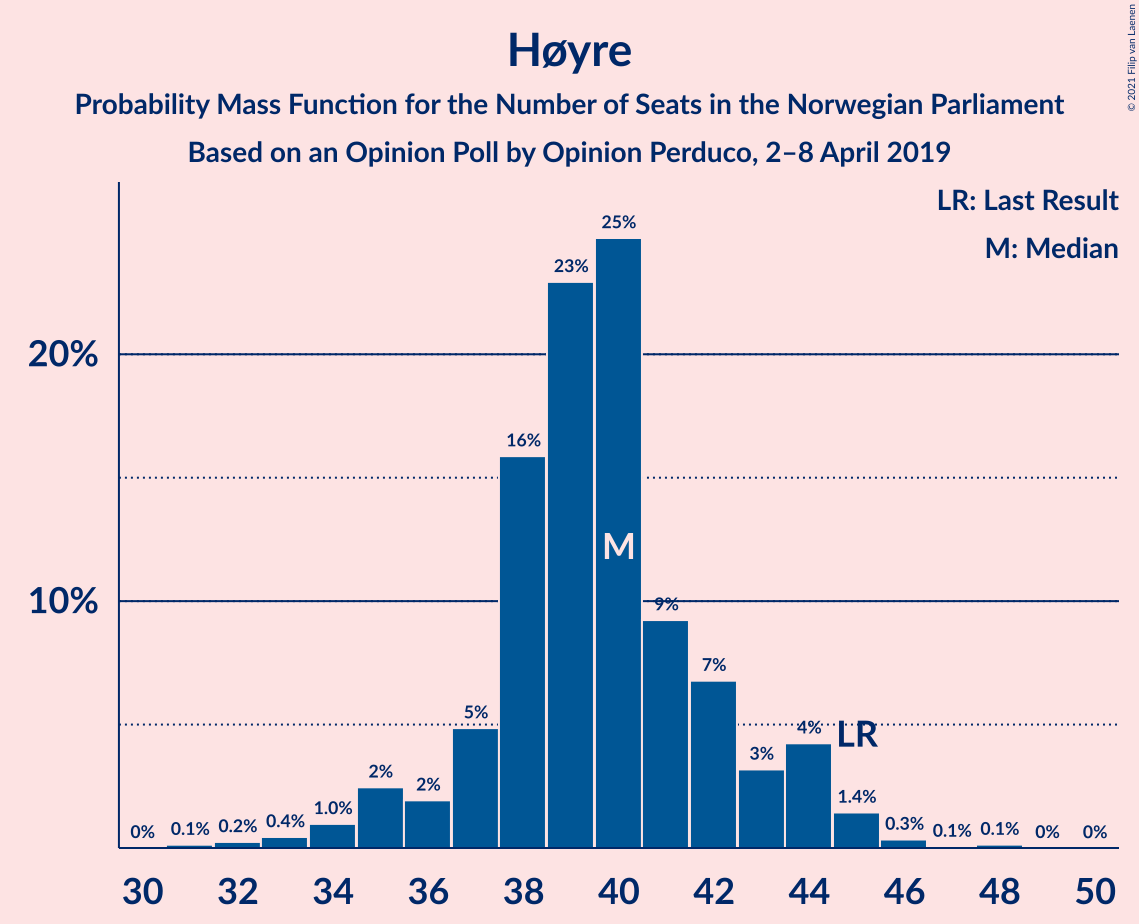 Høyre
Probability Mass Function for the Number of Seats in the Norwegian Parliament
Based on an Opinion Poll by Opinion Perduco, 2–8 April 2019
© 2021 Filip van Laenen
LR: Last Result
M: Median
20%
10%
0%
0.1%
0.2%
0.4%
1.0%
2%
2%
5%
16%
23%
25%
9%
7%
3%
4%
1.4%
0.3%
0.1%
0.1%
0%
0%
M
LR
30 32 34 36 38 40 42 44 46 48 50